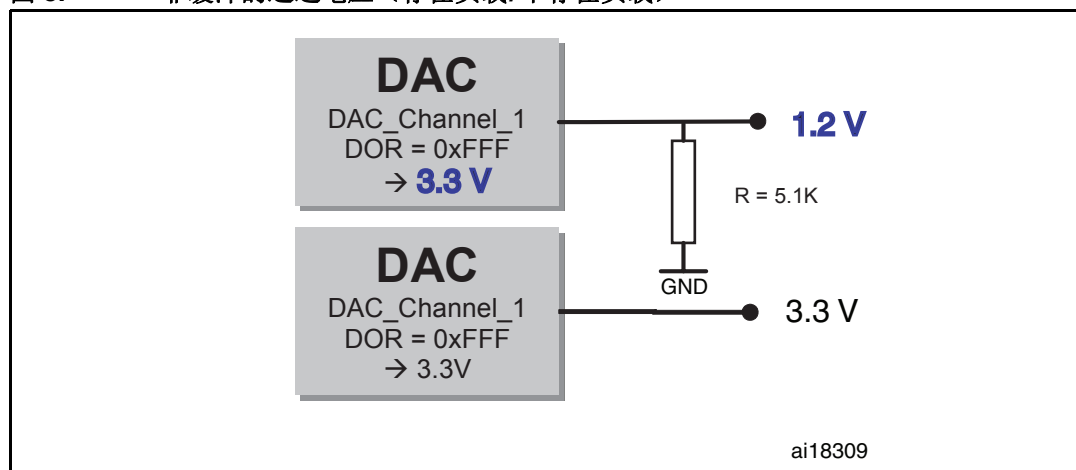 DAC
DAC_Channel_1
DOR = 0xFFF
→ 3.3 V
1.2 V
R = 5.1K
GND
DAC
DAC_Channel_1
DOR = 0xFFF
→ 3.3V
3.3 V
ai18309